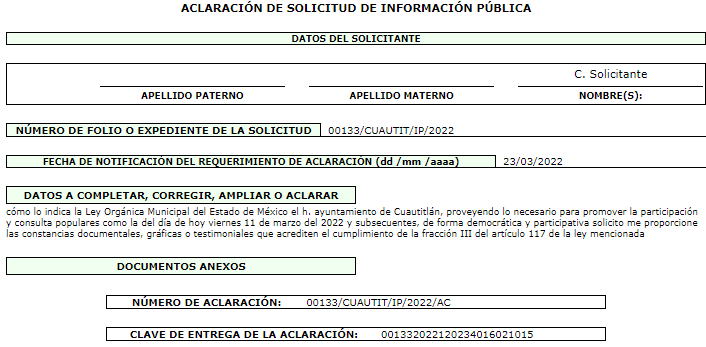 ACLARACIÓN DE SOLICITUD DE INFORMACIÓN PÚBLICA
DATOS DEL SOLICITANTE
C. Solicitante
APELLIDO PATERNO APELLIDO MATERNO NOMBRE(S):
NÚMERO DE FOLIO O EXPEDIENTE DE LA SOLICITUD 00133/CUAUTIT/IP/2022
FECHA DE NOTIFICACIÓN DEL REQUERIMIENTO DE ACLARACIÓN (dd /mm /aaaa) 23/03/2022
DATOS A COMPLETAR, CORREGIR, AMPLIAR O ACLARAR
cómo lo indica la Ley Orgánica Municipal del Estado de México el h. ayuntamiento de Cuautitlán, proveyendo lo necesario para promover la participación
y consulta populares como la del día de hoy viernes 11 de marzo del 2022 y subsecuentes, de forma democrática y participativa solicito me proporcione
las constancias documentales, gráficas o testimoniales que acrediten el cumplimiento de la fracción III del artículo 117 de la ley mencionada
DOCUMENTOS ANEXOS
NÚMERO DE ACLARACIÓN: 00133/CUAUTIT/IP/2022/AC
CLAVE DE ENTREGA DE LA ACLARACIÓN: 001332022120234016021015